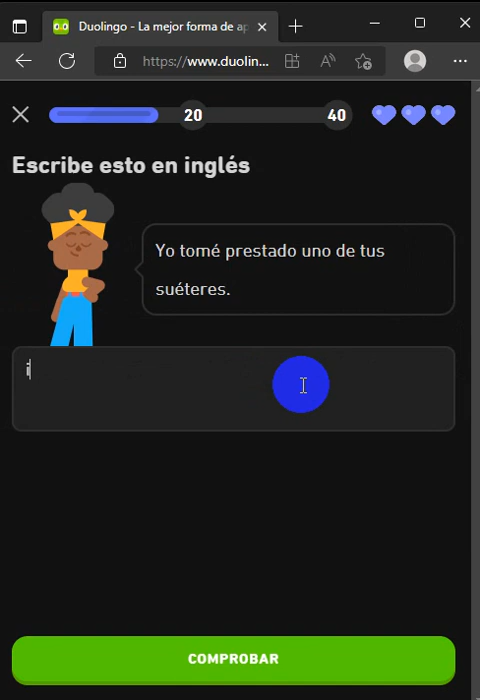 Duolingo - La mejor forma de ap
https://www.duolin...
20
40
Escribe esto en inglés
Yo tomé prestado uno de tus
suéteres.
i
COMPROBAR